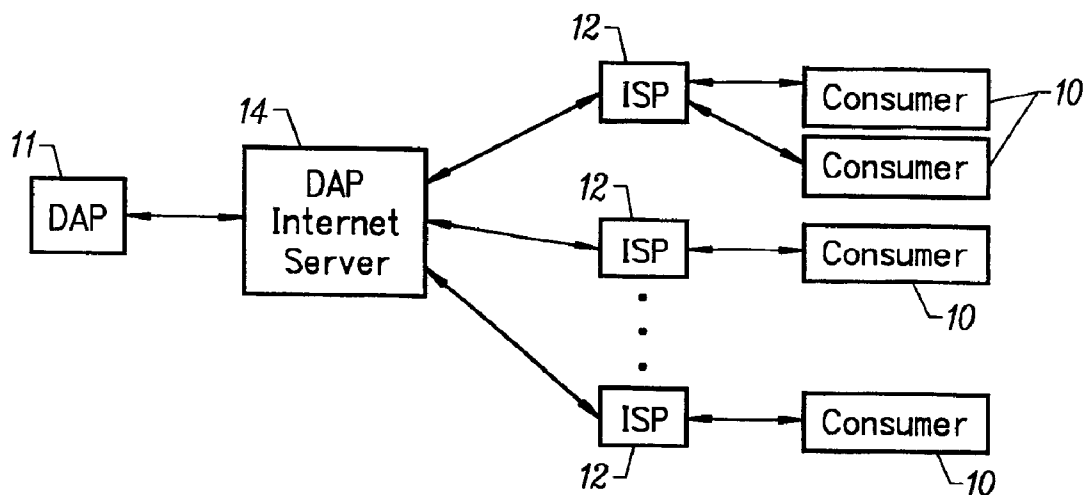 12
ISP
Consumer
10
Consumer
14
11
DAP
DAP
Internet
Server
12
ISP
Consumer
10
ISP
12
Consumer
10